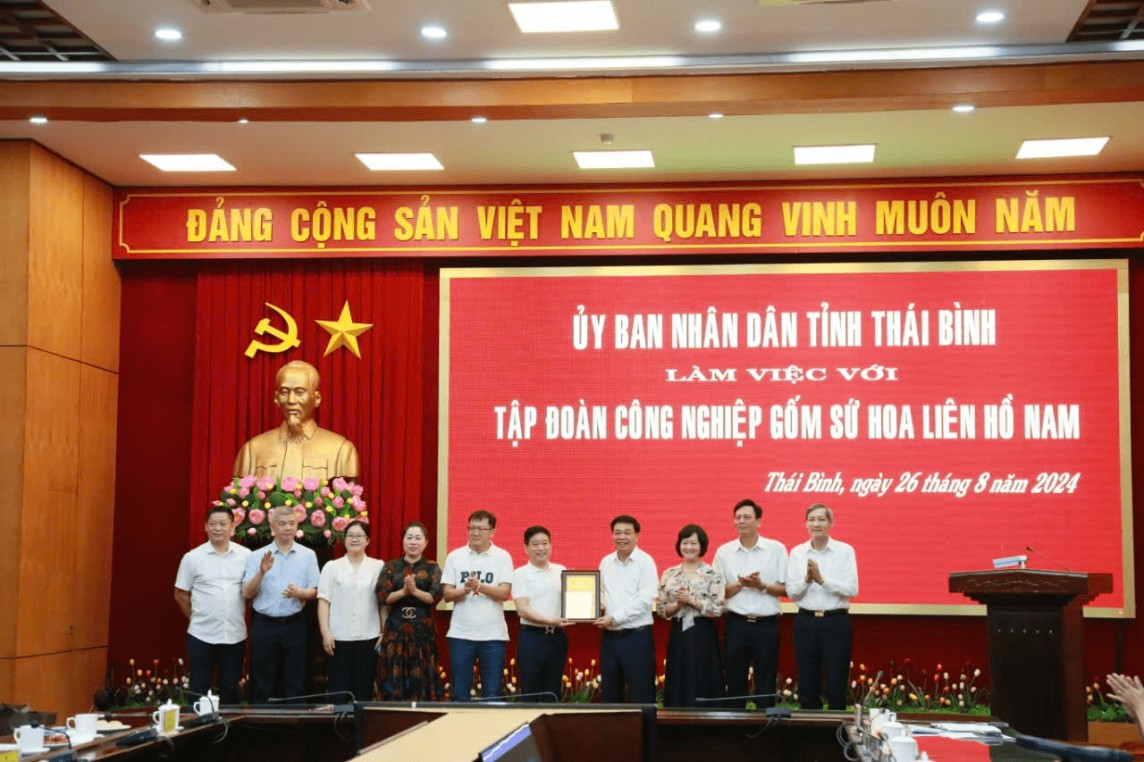 ĐẢNG CỘNG SẢN VIỆT NAM QUANG VINH MUÔN NĂM
ỦY BAN NHÂN DÂN TỈNH THÁI BÌNH
LÀM VIỆC VỚI
TẬP ĐOÀN CÔNG NGHIỆP GỐM SỨ HOA LIÊN HỒ NAM
Thái Bình, ngày 26 tháng 8 năm 2024
POLO